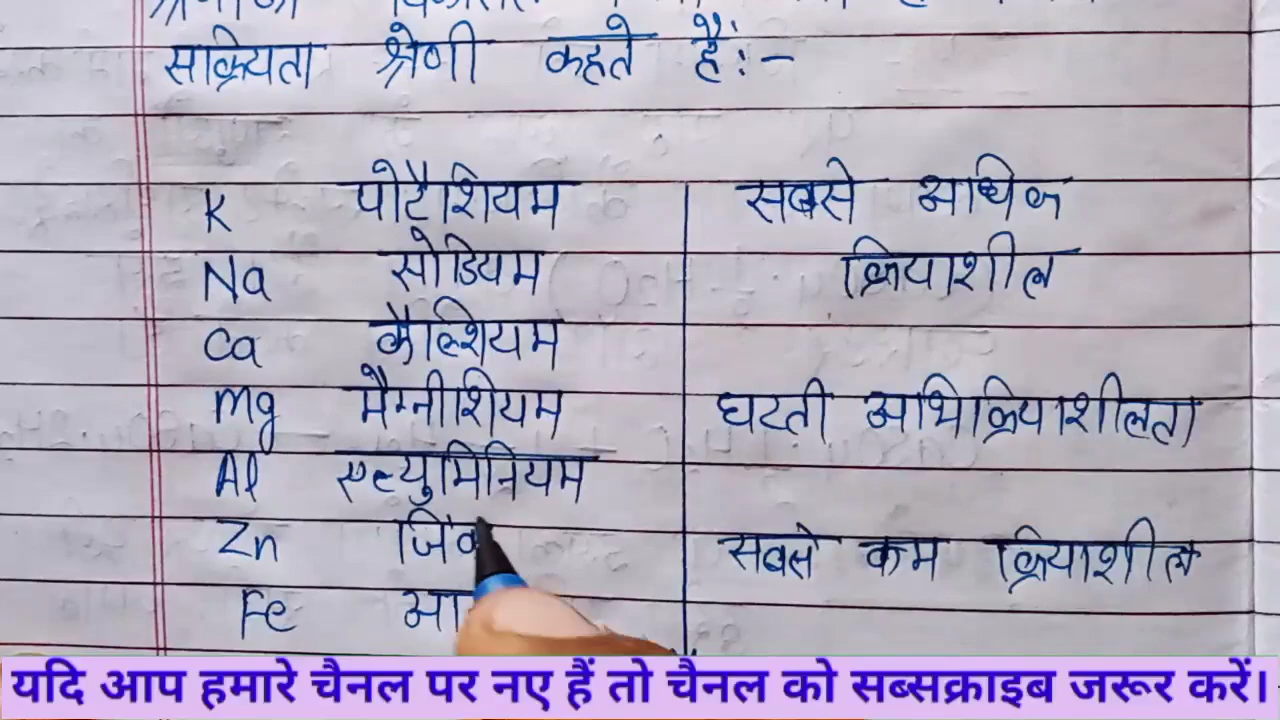 सक्रियता श्रेणी कहते हैं:-
K पोटैशियम सबसे अधिक
Na सोडियम क्रियाशील
Ca कैल्शियम
Mg मैग्नीशियम घटती अभिक्रियाशीलता
Al एल्युमिनियम
Zn सबसे कम क्रियाशील
Fe
यदि आप हमारे चैनल पर नए हैं तो चैनल को सब्सक्राइब जरूर करें।